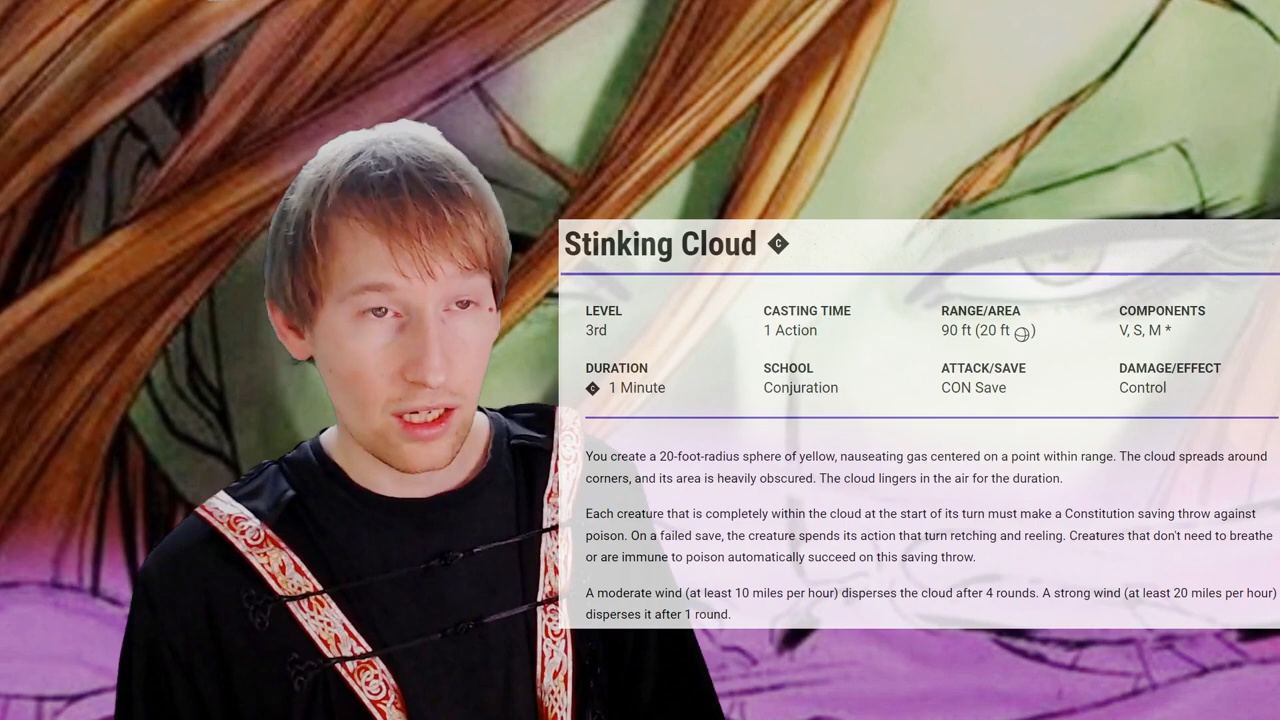 Stinking Cloud C
LEVEL CASTING TIME RANGE/AREA COMPONENTS
3rd 1 Action 90 ft (20 ft ) V, S, M *
DURATION SCHOOL ATTACK/SAVE DAMAGE/EFFECT
C 1 Minute Conjuration CON Save Control
You create a 20-foot-radius sphere of yellow, nauseating gas centered on a point within range. The cloud spreads around
corners, and its area is heavily obscured. The cloud lingers in the air for the duration.
Each creature that is completely within the cloud at the start of its turn must make a Constitution saving throw against
poison. On a failed save, the creature spends its action that turn retching and reeling. Creatures that don't need to breathe
or are immune to poison automatically succeed on this saving throw.
A moderate wind (at least 10 miles per hour) disperses the cloud after 4 rounds. A strong wind (at least 20 miles per hour)
disperses it after 1 round.